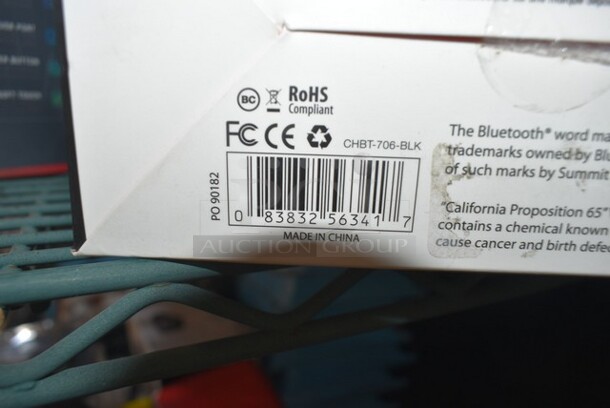 BC RoHS
Compliant
FC CE CHBT-706-BLK
PO 90182
0 83832 56341 7
MADE IN CHINA
AUCTION GROUP
The Bluetooth® word ma
trademarks owned by Blu
of such marks by Summit
"California Proposition 65"
contains a chemical known
cause cancer and birth defe